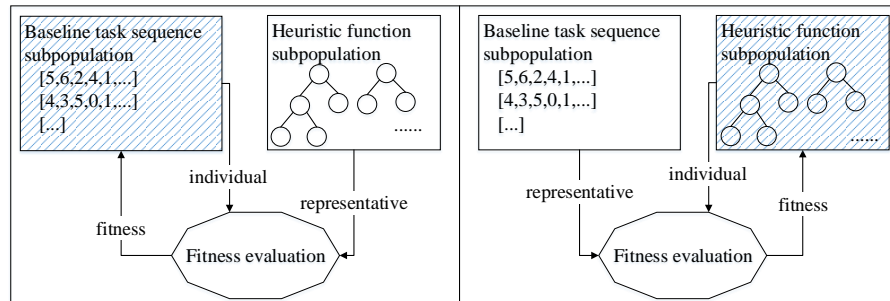 Baseline task sequence
subpopulation
[5,6,2,4,1,...]
[4,3,5,0,1,...]
[...]
Heuristic function
subpopulation
......
individual
representative
fitness
Fitness evaluation
Baseline task sequence
subpopulation
[5,6,2,4,1,...]
[4,3,5,0,1,...]
[...]
Heuristic function
subpopulation
......
representative
individual
fitness
Fitness evaluation